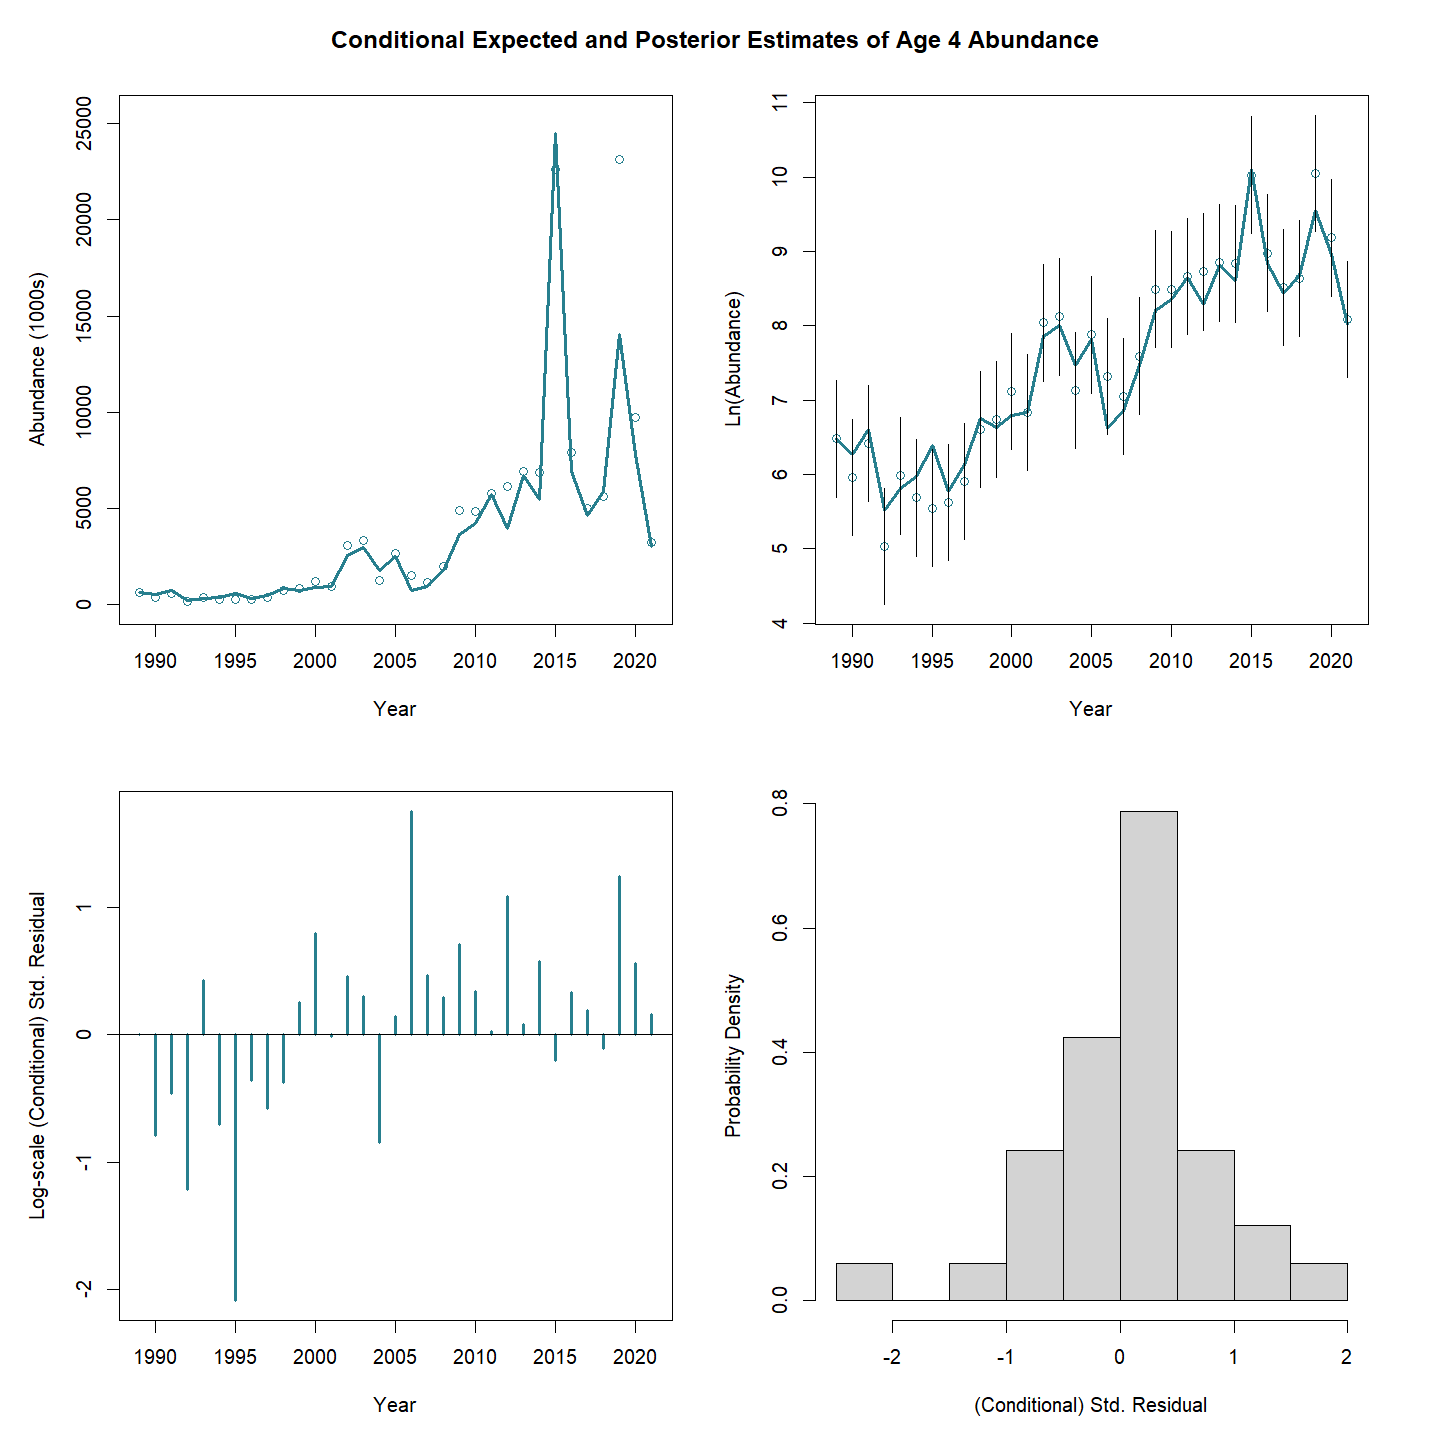 Conditional Expected and Posterior Estimates of Age 4 Abundance
Abundance (1000s)
25000
20000
15000
10000
5000
0
1990 1995 2000 2005 2010 2015 2020
Year
Ln(Abundance)
11
10
9
8
7
6
5
4
1990 1995 2000 2005 2010 2015 2020
Year
Log-scale (Conditional) Std. Residual
1
0
-1
-2
1990 1995 2000 2005 2010 2015 2020
Year
Probability Density
0.8
0.6
0.4
0.2
0.0
-2 -1 0 1 2
(Conditional) Std. Residual